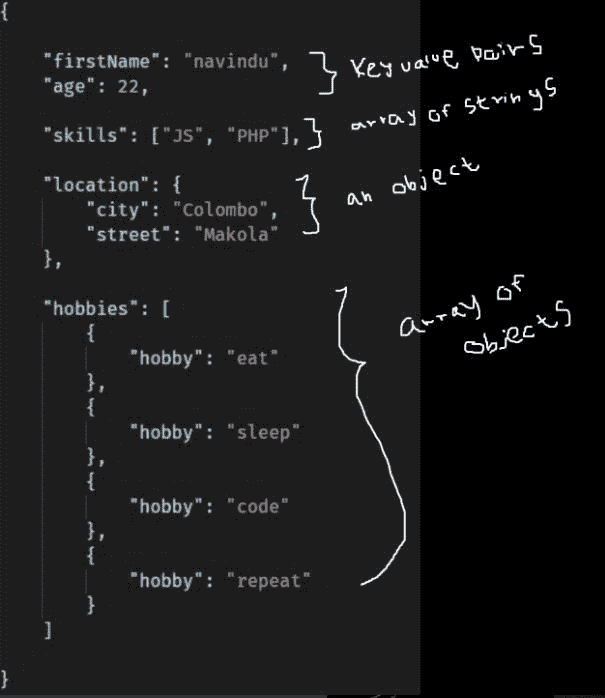 {
"firstName": "navindu",
"age": 22,
Key value pairs
"skills": ["JS", "PHP"],
array of strings
"location": {
"city": "Colombo",
"street": "Makola"
},
an object
"hobbies": [
{
"hobby": "eat"
},
{
"hobby": "sleep"
},
{
"hobby": "code"
},
{
"hobby": "repeat"
}
]
array of
objects
}